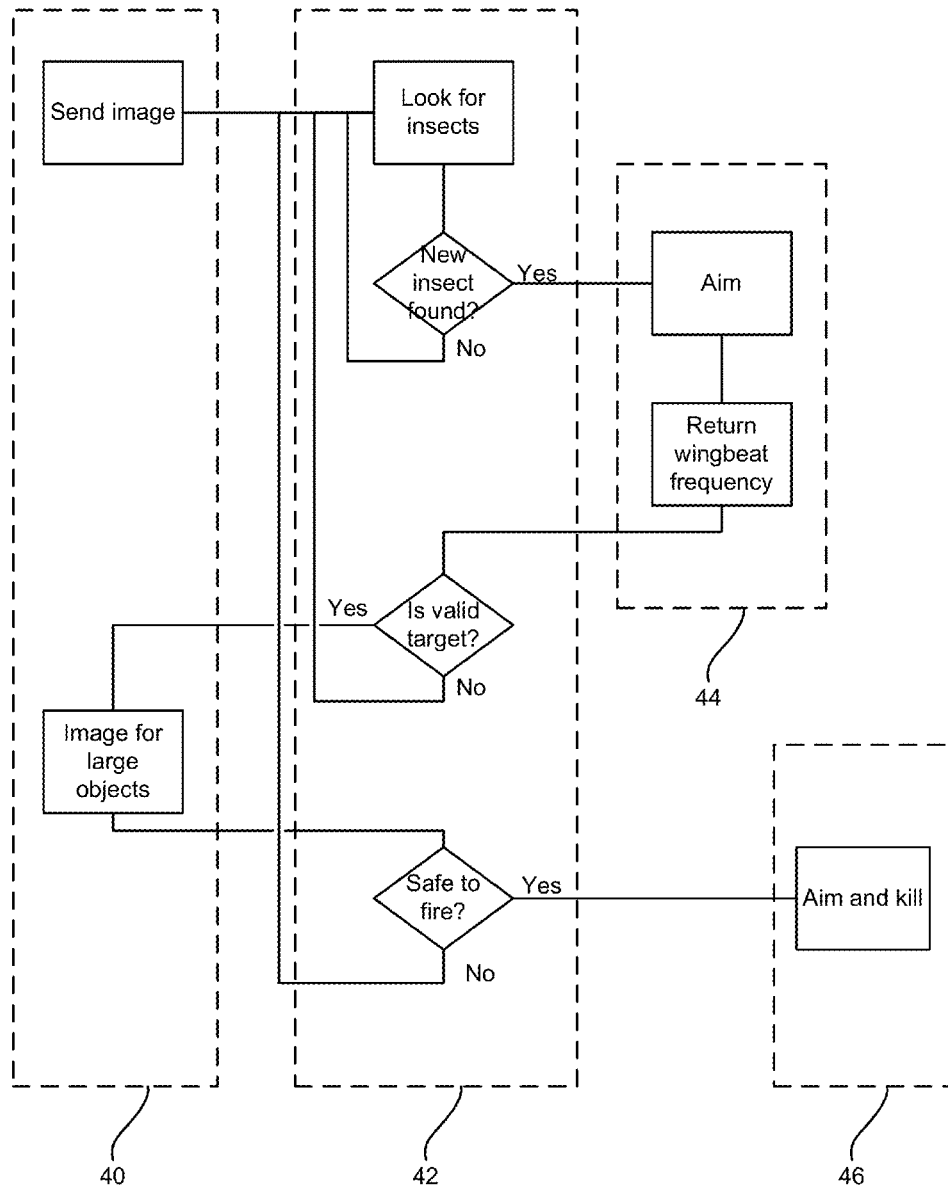 Send image
Look for
insects
New
insect
found?
Yes
No
Aim
Return
wingbeat
frequency
Is valid
target?
Yes
No
44
Image for
large
objects
Safe to
fire?
Yes
No
Aim and kill
40
42
46